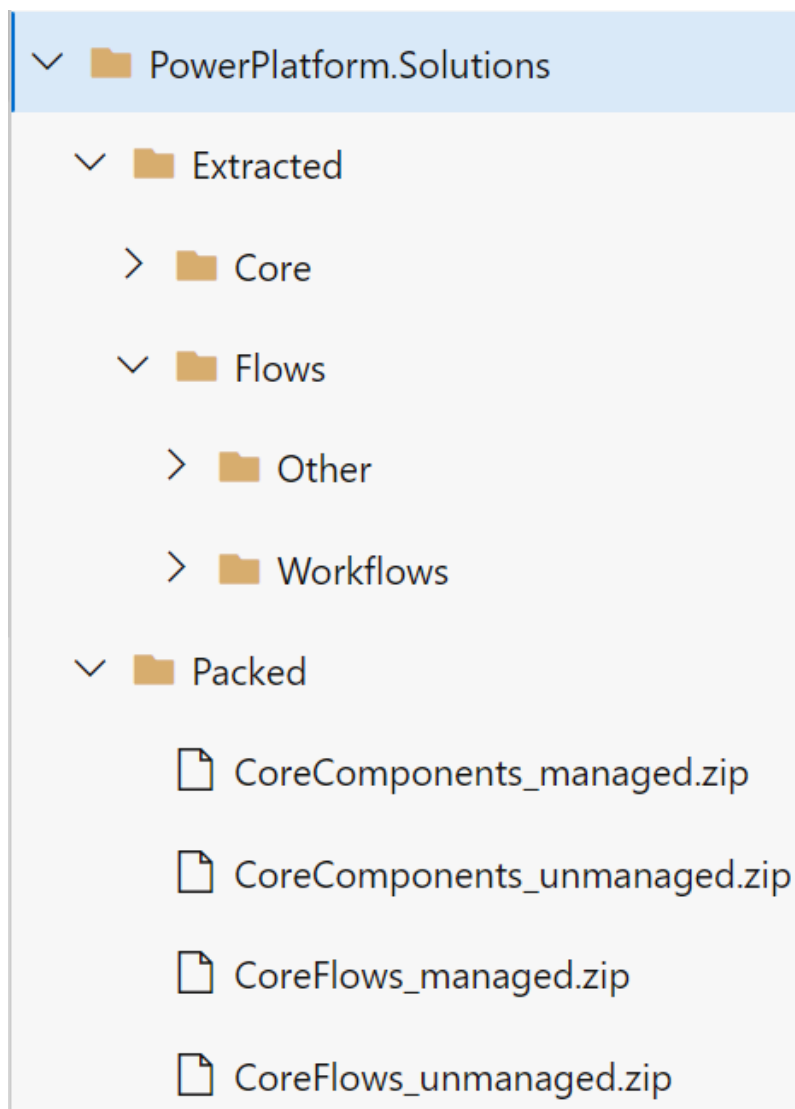 PowerPlatform.Solutions
Extracted
Core
Flows
Other
Workflows
Packed
CoreComponents_managed.zip
CoreComponents_unmanaged.zip
CoreFlows_managed.zip
CoreFlows_unmanaged.zip